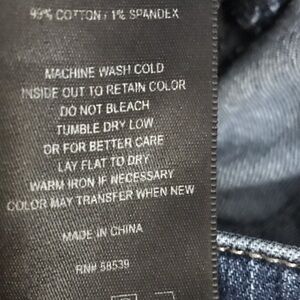 99% COTTON / 1% SPANDEX
MACHINE WASH COLD
INSIDE OUT TO RETAIN COLOR
DO NOT BLEACH
TUMBLE DRY LOW
OR FOR BETTER CARE
LAY FLAT TO DRY
WARM IRON IF NECESSARY
COLOR MAY TRANSFER WHEN NEW
MADE IN CHINA
RN# 58539